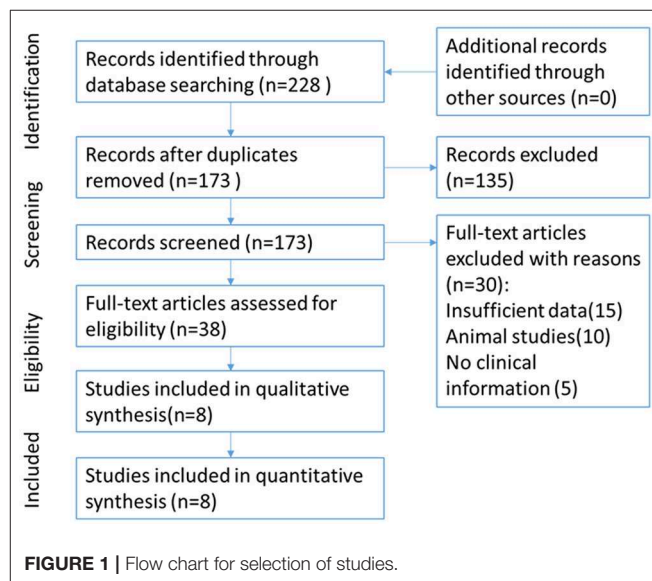 Identification
Records identified through
database searching (n=228 )
Additional records
identified through
other sources (n=0)
Records after duplicates
removed (n=173 )
Records excluded
(n=135)
Screening
Records screened (n=173)
Full-text articles
excluded with reasons
(n=30):
Insufficient data(15)
Animal studies(10)
No clinical
information (5)
Eligibility
Full-text articles assessed for
eligibility (n=38)
Studies included in qualitative
synthesis(n=8)
Included
Studies included in quantitative
synthesis (n=8)
FIGURE 1 | Flow chart for selection of studies.